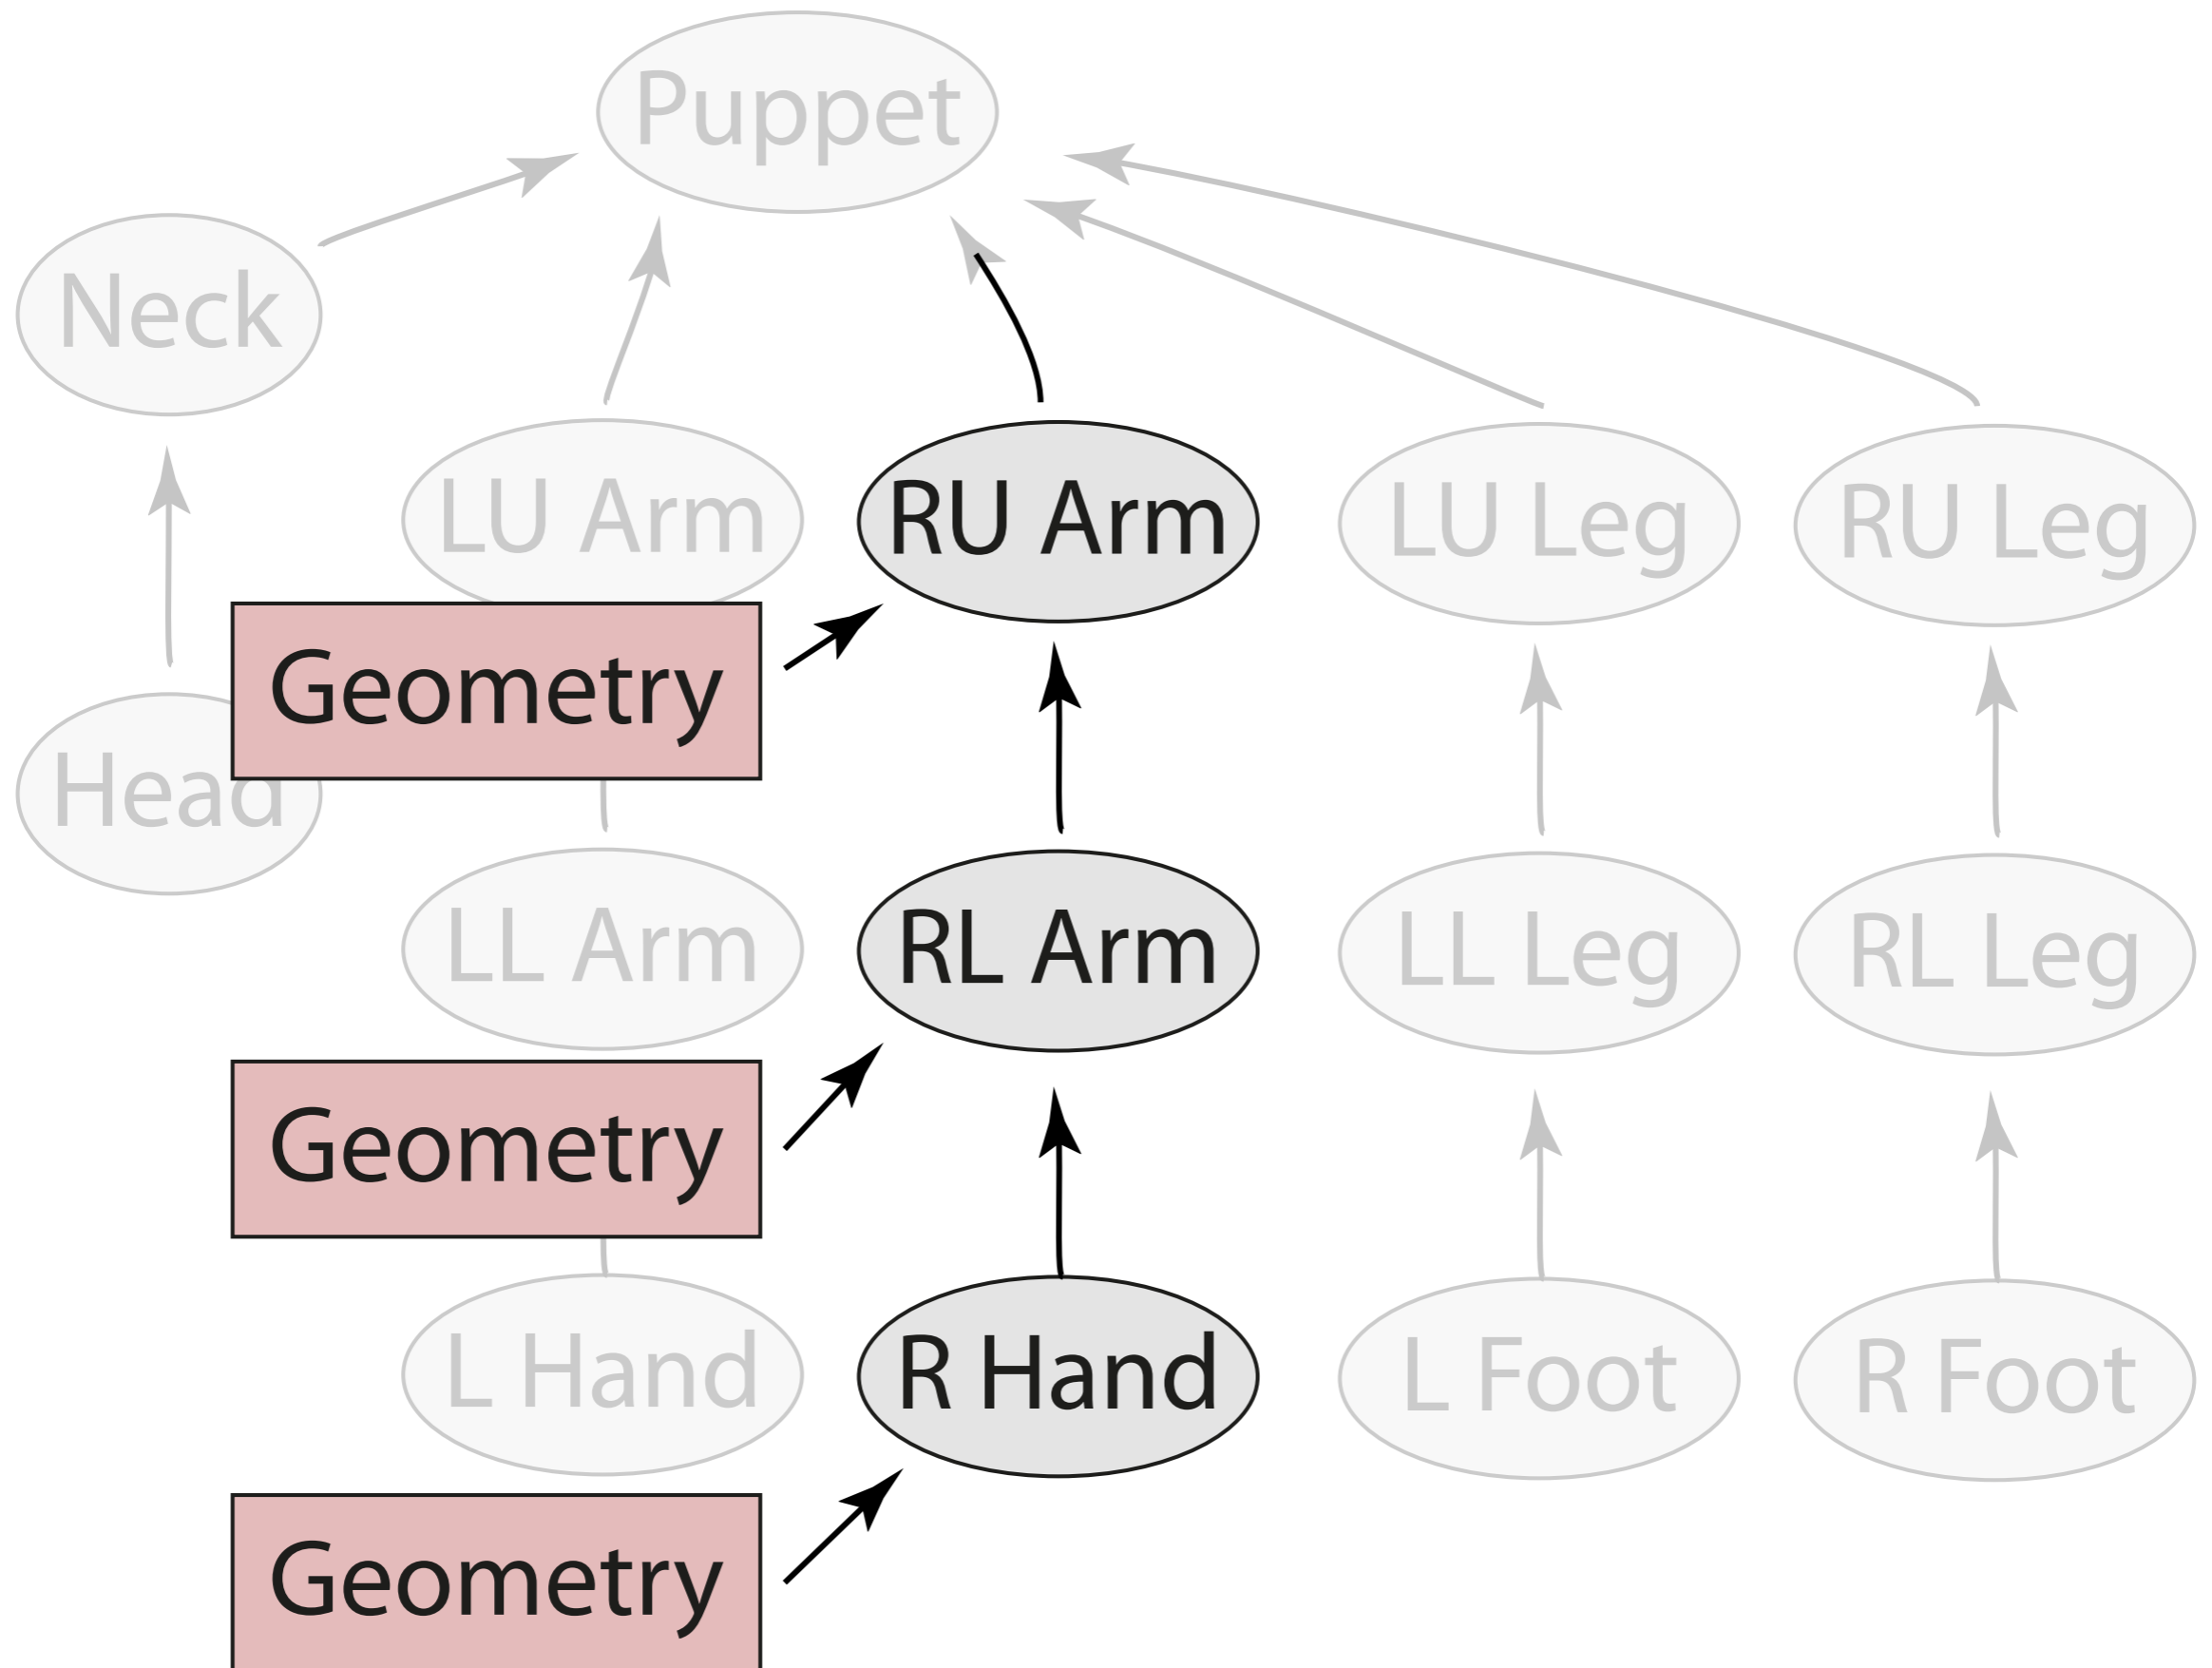 Puppet
Neck
LU Arm
RU Arm
LU Leg
RU Leg
Geometry
Head
LL Arm
RL Arm
LL Leg
RL Leg
Geometry
L Hand
R Hand
L Foot
R Foot
Geometry